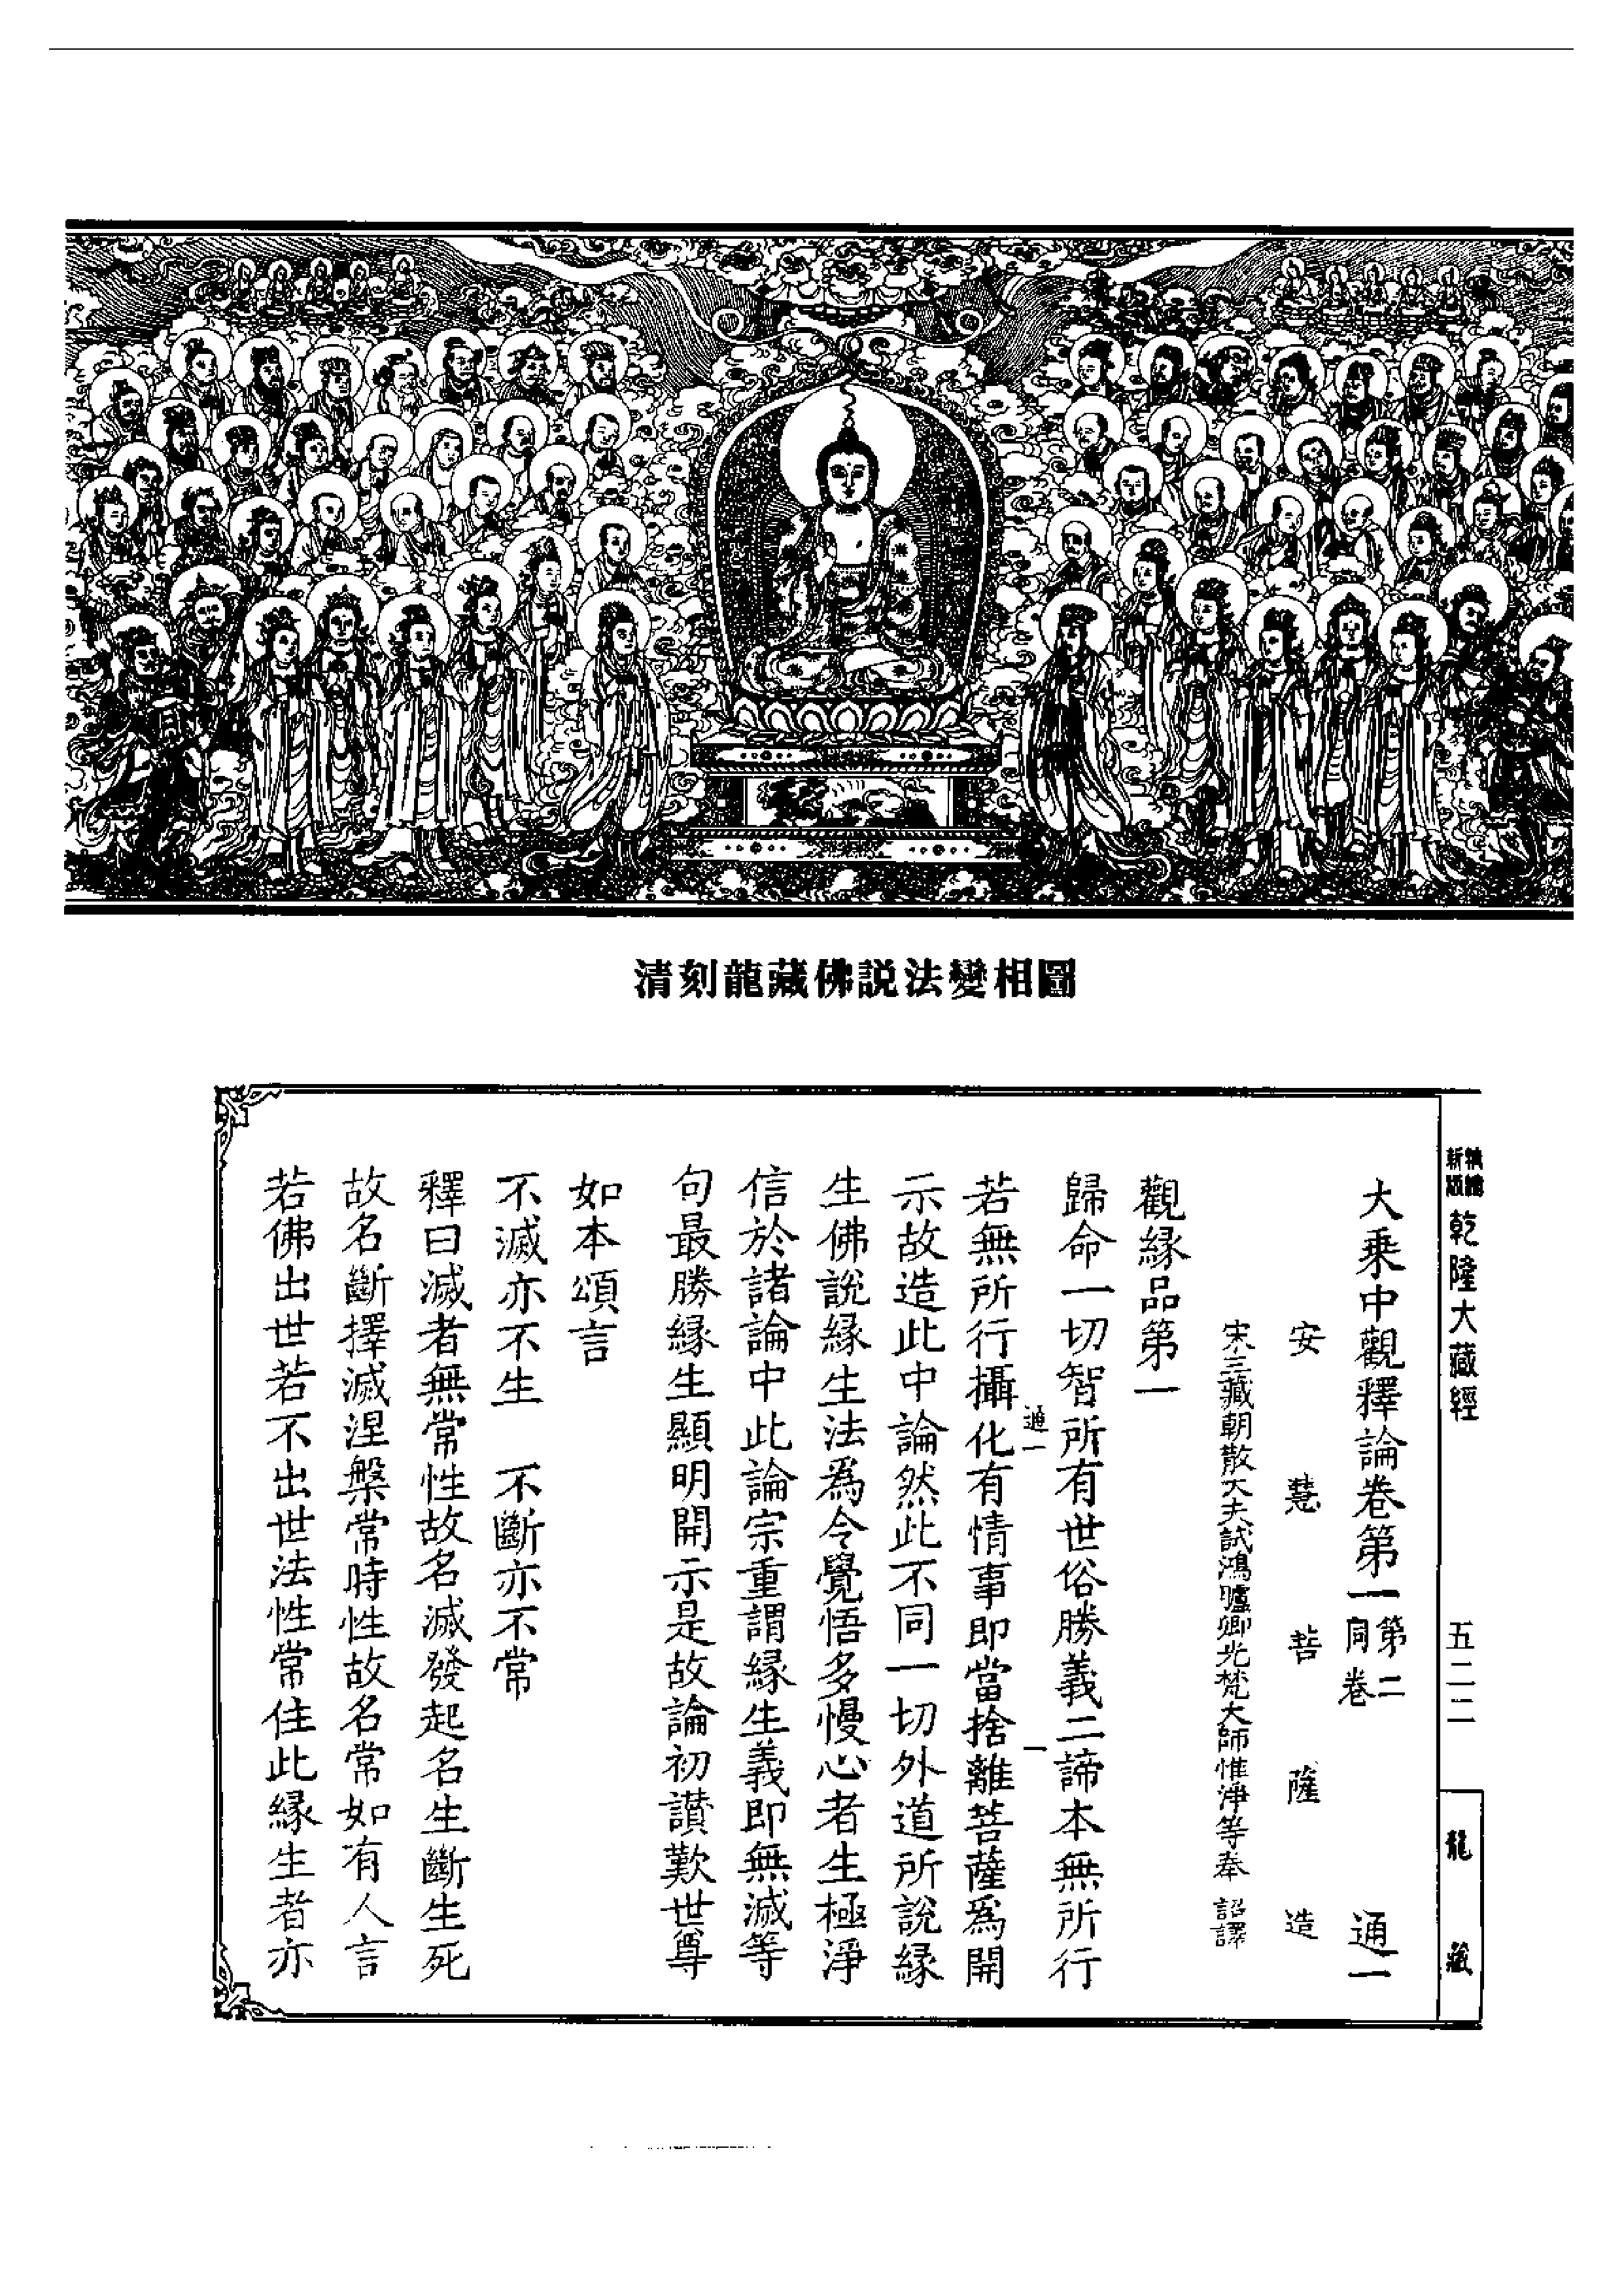 清刻龍藏佛説法變相圖
新版
乾隆大藏經
五二二
龍藏
大乘中觀釋論卷第一 第二同卷 通一
安慧菩薩造
宋三藏朝散大夫試鴻臚卿光梵大師惟淨等奉 詔譯
觀緣品第一
歸命一切智所有世俗勝義二諦本無所行
通一
一
若無所行攝化有情事即當捨離菩薩爲開
示故造此中論然此不同一切外道所說緣
生佛說緣生法爲令覺悟多慢心者生極淨
信於諸論中此論宗重謂緣生義即無滅等
句最勝緣生顯明開示是故論初讃歎世尊
如本頌言
不滅亦不生 不斷亦不常
釋曰滅者無常性故名滅發起名生斷生死
故名斷擇滅涅槃常時性故名常如有人言
若佛出世若不出世法性常住此緣生者亦